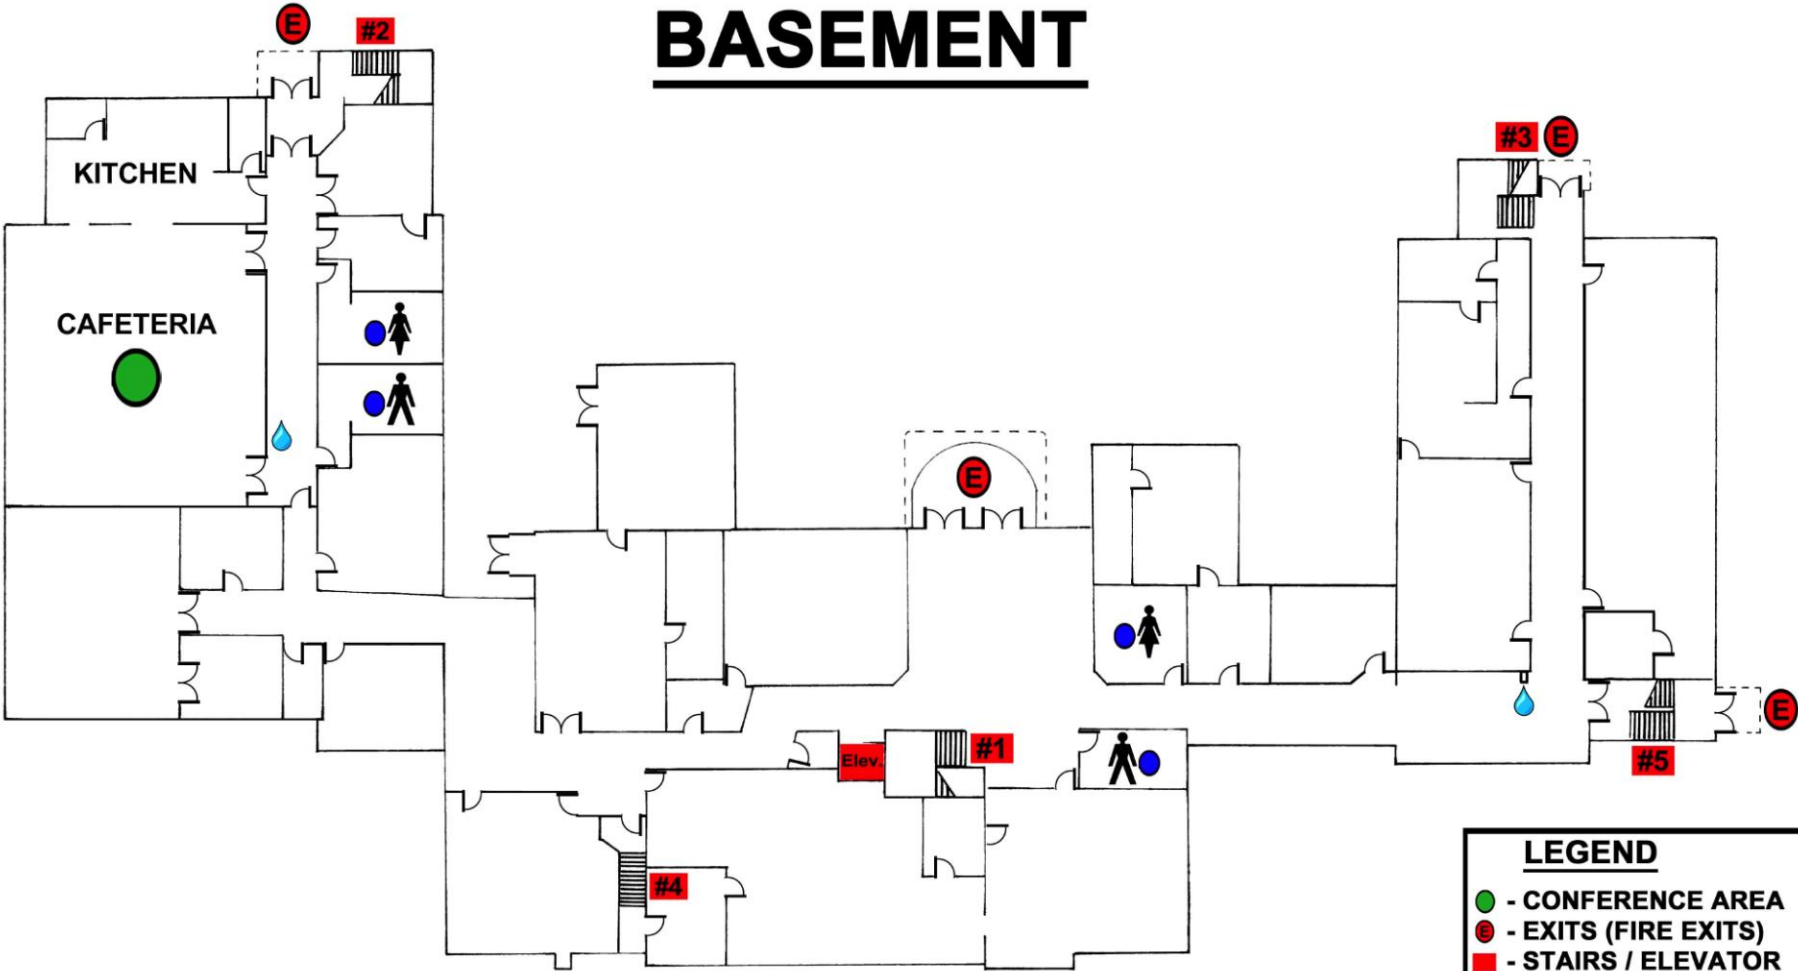 BASEMENT
E
#2
#3
E
KITCHEN
CAFETERIA
E
E
#1
Elev.
#5
#4
LEGEND
- CONFERENCE AREA
E - EXITS (FIRE EXITS)
- STAIRS / ELEVATOR